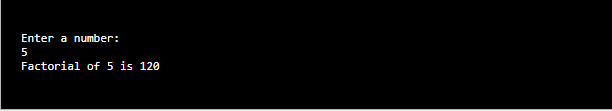 Enter a number:
5
Factorial of 5 is 120